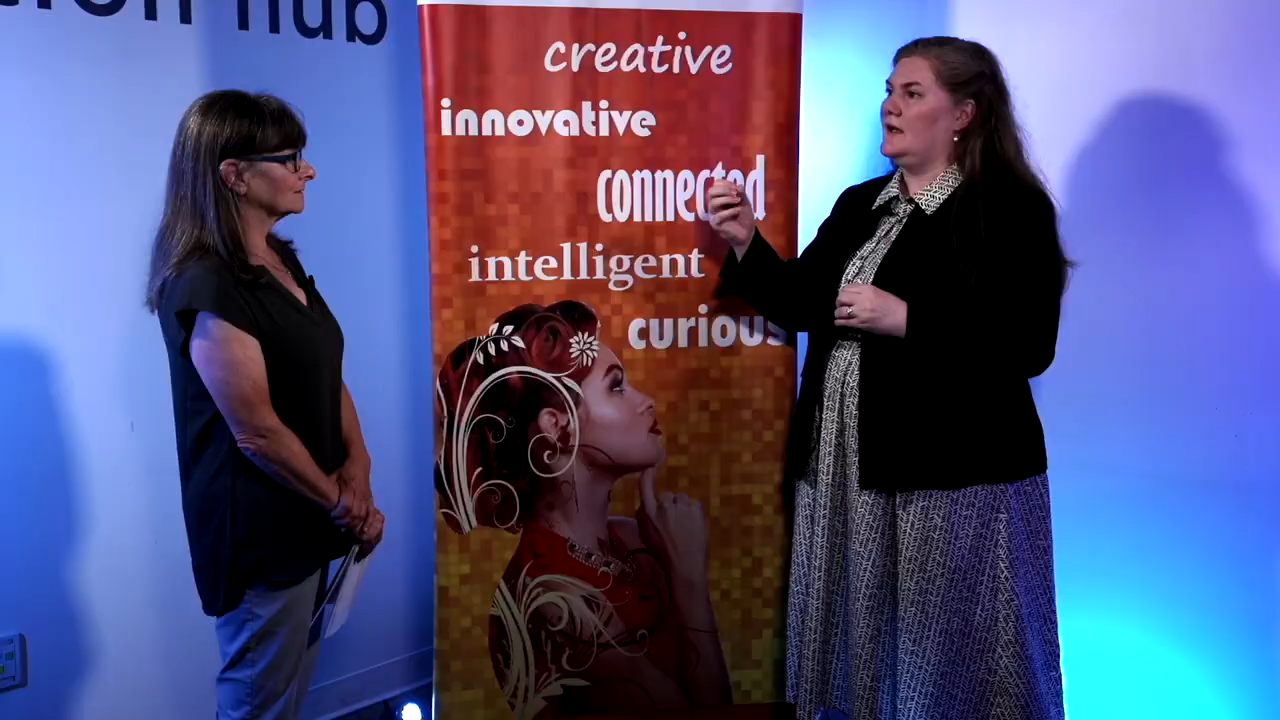 hub
creative
innovative
connected
intelligent
curious